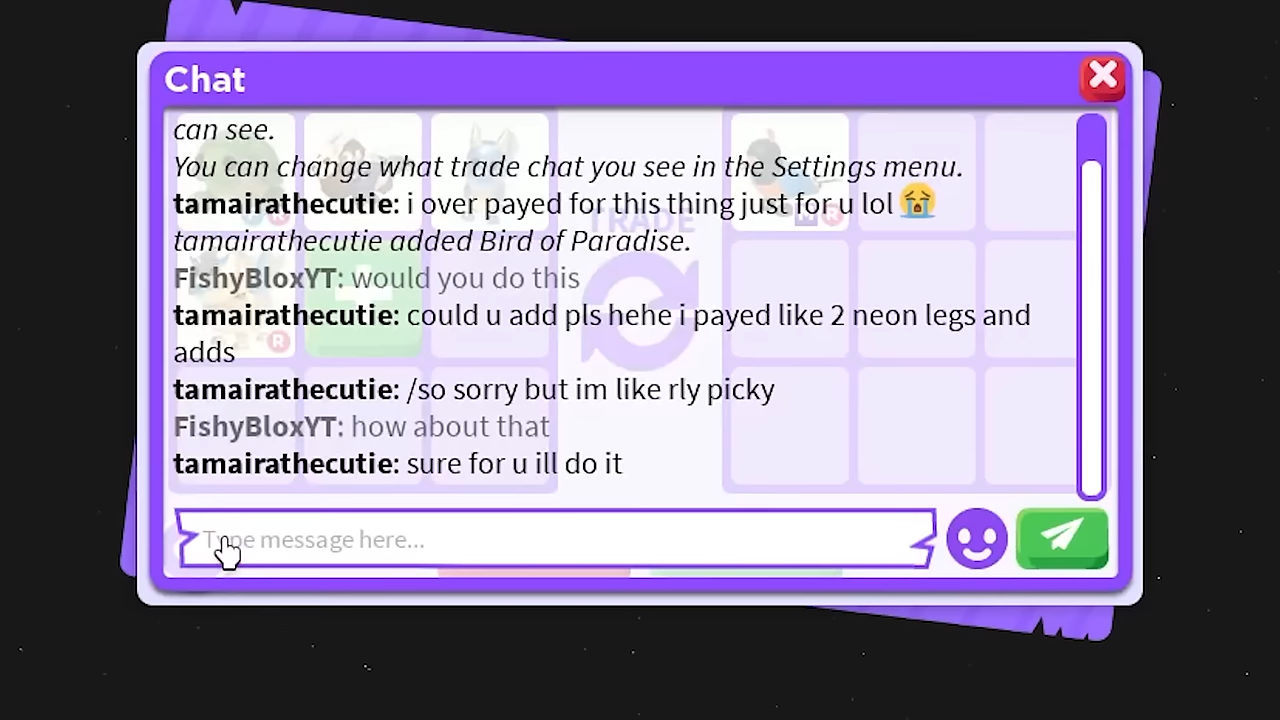 Chat
can see.
You can change what trade chat you see in the Settings menu.
tamairathecutie: i over payed for this thing just for u lol 😭
tamairathecutie added Bird of Paradise.
FishyBloxYT: would you do this
tamairathecutie: could u add pls hehe i payed like 2 neon legs and
adds
tamairathecutie: /so sorry but im like rly picky
FishyBloxYT: how about that
tamairathecutie: sure for u ill do it
Type message here...
TRADE
R
R
R